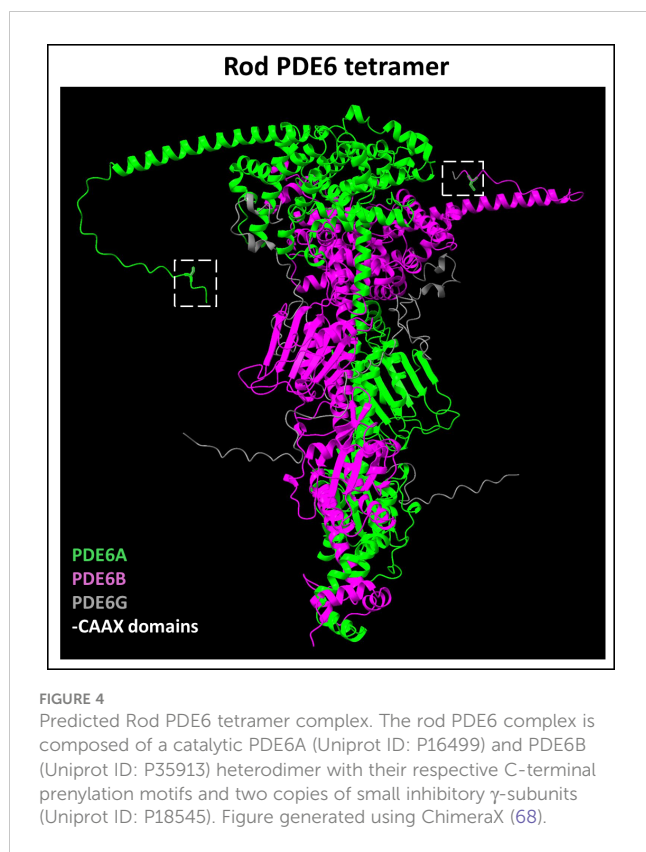 Rod PDE6 tetramer
PDE6A
PDE6B
PDE6G
-CAAX domains
FIGURE 4
Predicted Rod PDE6 tetramer complex. The rod PDE6 complex is
composed of a catalytic PDE6A (Uniprot ID: P16499) and PDE6B
(Uniprot ID: P35913) heterodimer with their respective C-terminal
prenylation motifs and two copies of small inhibitory γ-subunits
(Uniprot ID: P18545). Figure generated using ChimeraX (68).